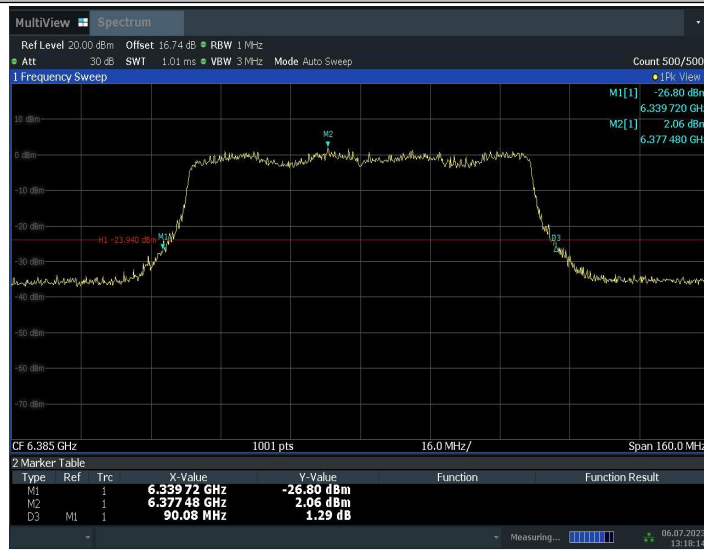 MultiView Spectrum
Ref Level 20.00 dBm Offset 16.74 dB RBW 1 MHz
Att 30 dB SWT 1.01 ms VBW 3 MHz Mode Auto Sweep Count 500/500
1 Frequency Sweep 1Pk View
M1[1] -26.80 dBm
6.339 720 GHz
M2[1] 2.06 dBm
6.377 480 GHz
10 dBm
M2
0 dBm
-10 dBm
-20 dBm
H1 -23.940 dBm M1 D3
-30 dBm
-40 dBm
-50 dBm
-60 dBm
-70 dBm
CF 6.385 GHz 1001 pts 16.0 MHz/ Span 160.0 MHz
2 Marker Table
Type Ref Trc X-Value Y-Value Function Function Result
M1 1 6.339 72 GHz -26.80 dBm
M2 1 6.377 48 GHz 2.06 dBm
D3 M1 1 90.08 MHz 1.29 dB
Measuring... 06.07.2023
13:18:14